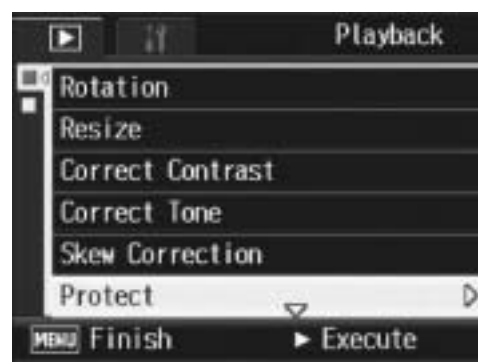 Playback
Rotation
Resize
Correct Contrast
Correct Tone
Skew Correction
Protect
MENU Finish
Execute